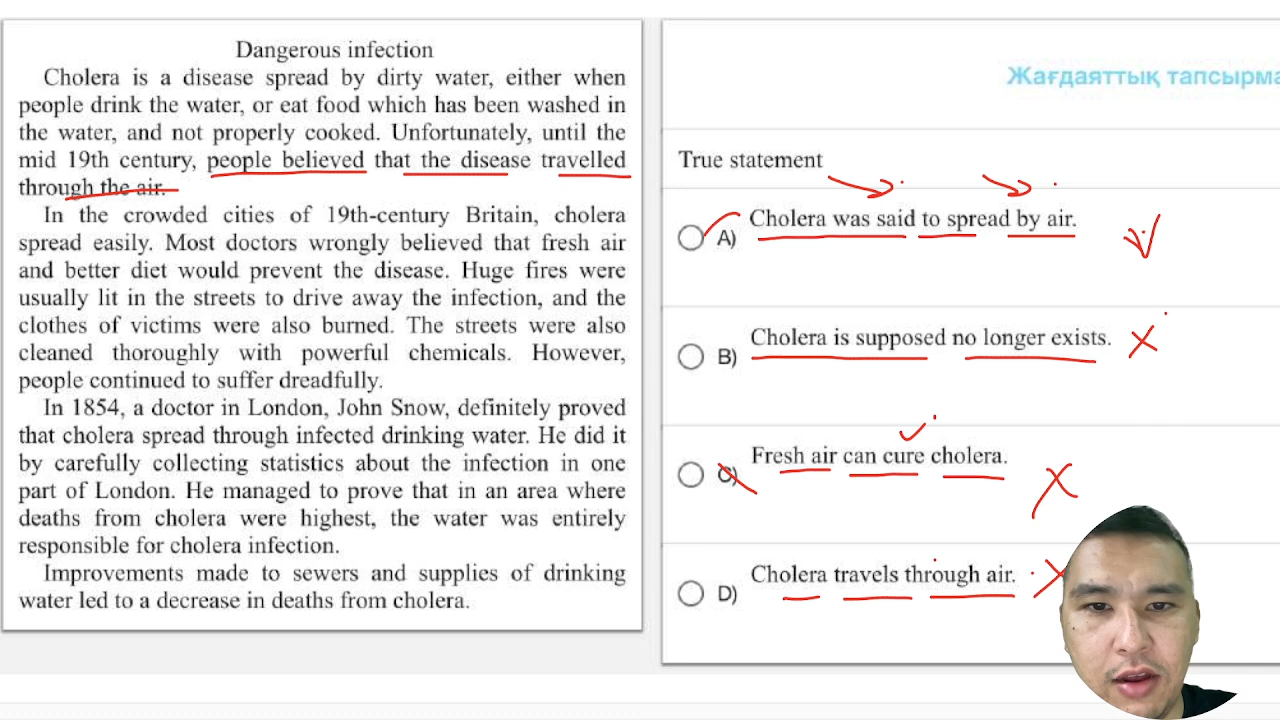 Dangerous infection
Cholera is a disease spread by dirty water, either when
people drink the water, or eat food which has been washed in
the water, and not properly cooked. Unfortunately, until the
mid 19th century, people believed that the disease travelled
through the air.
In the crowded cities of 19th-century Britain, cholera
spread easily. Most doctors wrongly believed that fresh air
and better diet would prevent the disease. Huge fires were
usually lit in the streets to drive away the infection, and the
clothes of victims were also burned. The streets were also
cleaned thoroughly with powerful chemicals. However,
people continued to suffer dreadfully.
In 1854, a doctor in London, John Snow, definitely proved
that cholera spread through infected drinking water. He did it
by carefully collecting statistics about the infection in one
part of London. He managed to prove that in an area where
deaths from cholera were highest, the water was entirely
responsible for cholera infection.
Improvements made to sewers and supplies of drinking
water led to a decrease in deaths from cholera.
Жағдаяттық тапсырма
True statement
A) Cholera was said to spread by air.
B) Cholera is supposed no longer exists.
C) Fresh air can cure cholera.
D) Cholera travels through air.